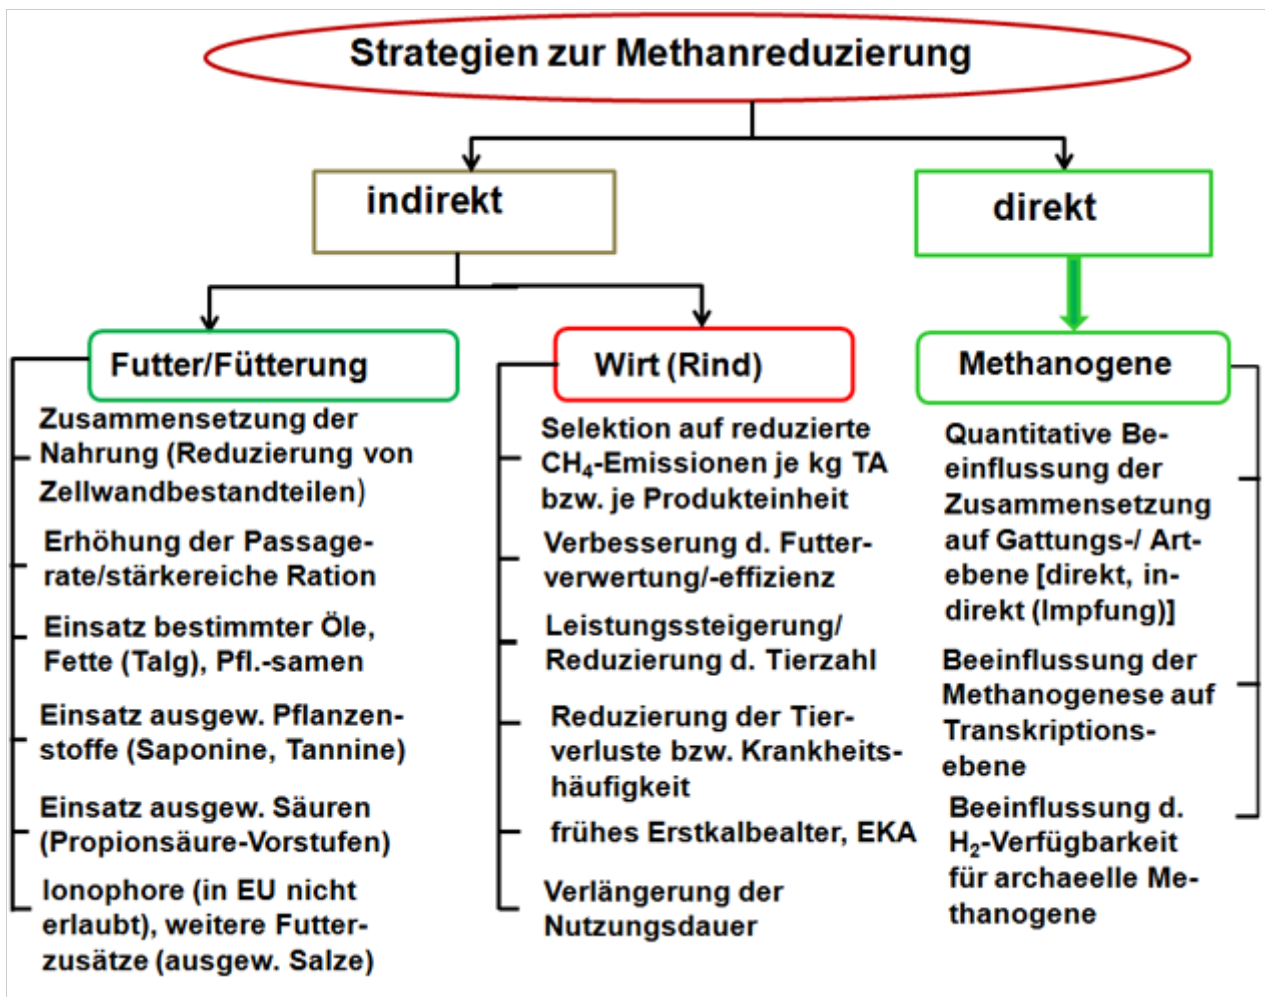 Strategien zur Methanreduzierung
indirekt
direkt
Futter/Fütterung
Zusammensetzung der
Nahrung (Reduzierung von
Zellwandbestandteilen)
Erhöhung der Passage-
rate/stärkereiche Ration
Einsatz bestimmter Öle,
Fette (Talg), Pfl.-samen
Einsatz ausgew. Pflanzen-
stoffe (Saponine, Tannine)
Einsatz ausgew. Säuren
(Propionsäure-Vorstufen)
Ionophore (in EU nicht
erlaubt), weitere Futter-
zusätze (ausgew. Salze)
Wirt (Rind)
Selektion auf reduzierte
CH₄-Emissionen je kg TA
bzw. je Produkteinheit
Verbesserung d. Futter-
verwertung/-effizienz
Leistungssteigerung/
Reduzierung d. Tierzahl
Reduzierung der Tier-
verluste bzw. Krankheits-
häufigkeit
frühes Erstkalbealter, EKA
Verlängerung der
Nutzungsdauer
Methanogene
Quantitative Be-
einflussung der
Zusammensetzung
auf Gattungs-/ Art-
ebene [direkt, in-
direkt (Impfung)]
Beeinflussung der
Methanogenese auf
Transkriptions-
ebene
Beeinflussung d.
H₂-Verfügbarkeit
für archaeelle Me-
thanogene